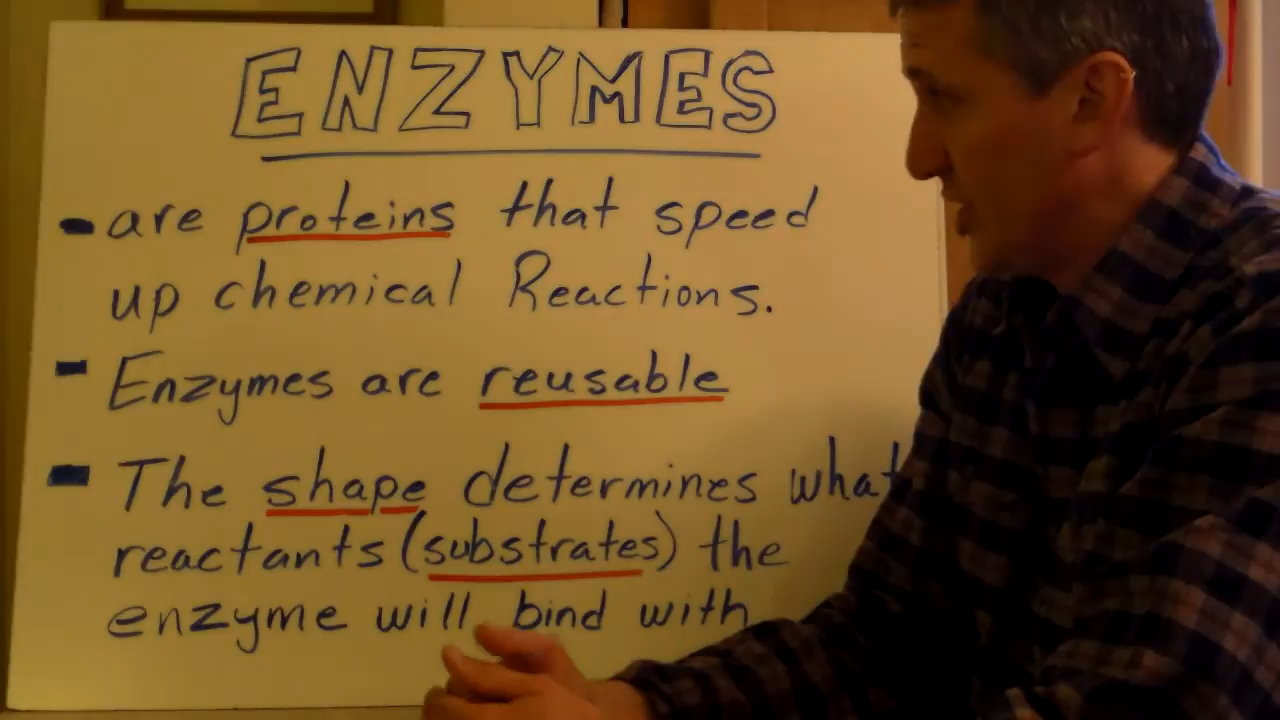 ENZYMES
- are proteins that speed
up chemical Reactions.
- Enzymes are reusable
- The shape determines what
reactants (substrates) the
enzyme will bind with